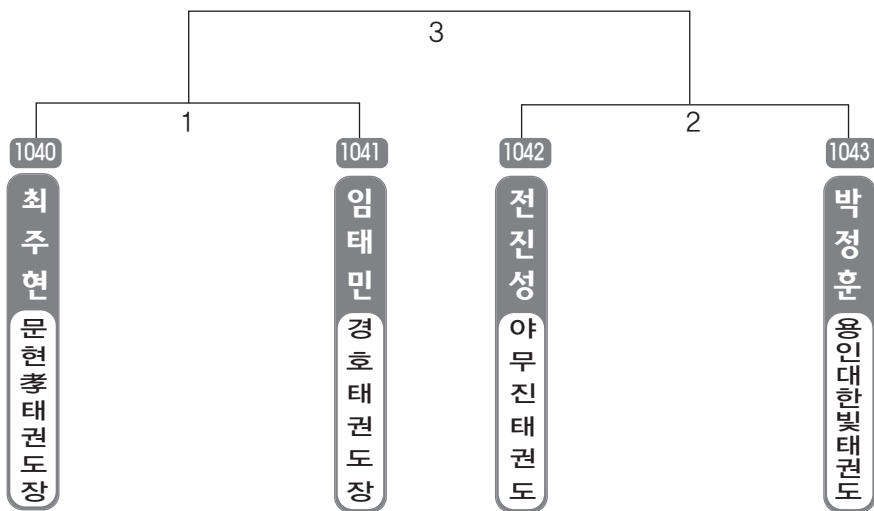 3
1
2
1040
1041
1042
1043
최주현
문현孝태권도장
임태민
경호태권도장
전진성
야무진태권도
박정훈
용인대한빛태권도